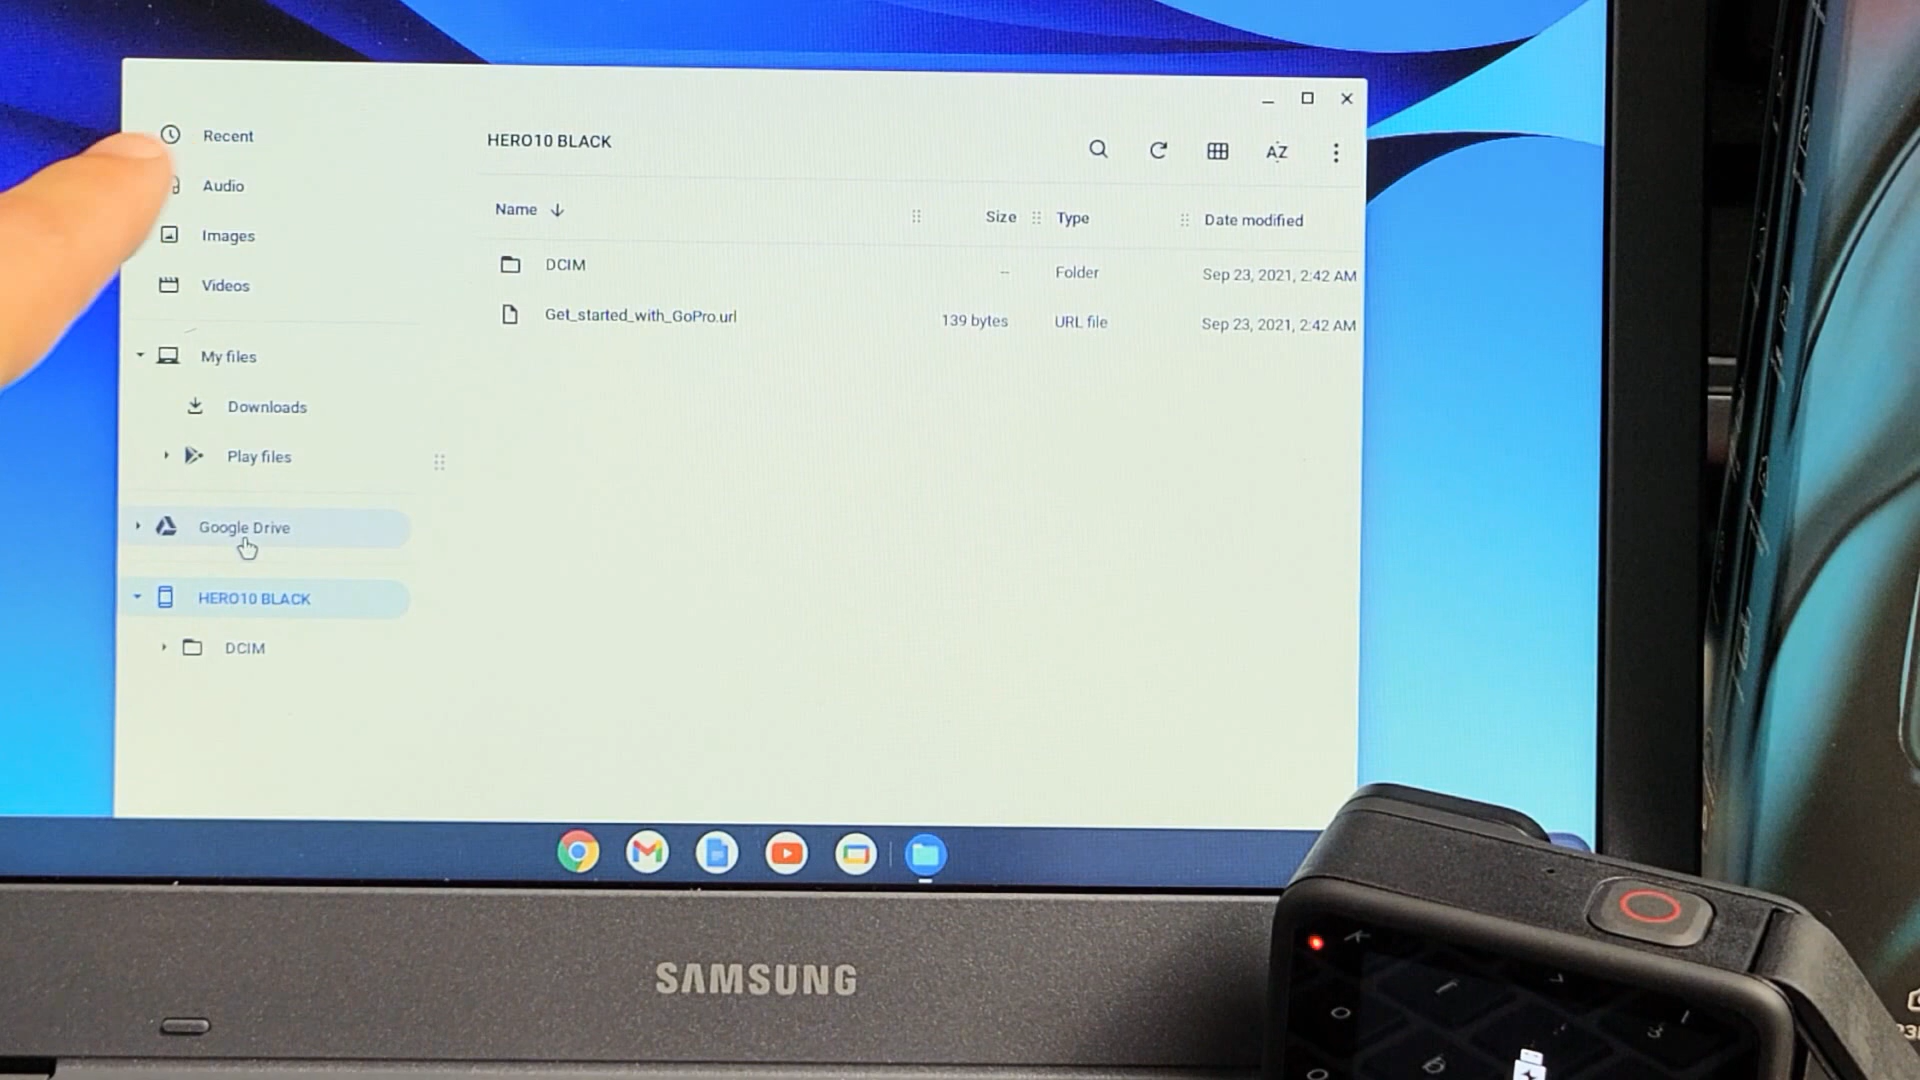 Recent
Audio
Images
Videos
My files
Downloads
Play files
Google Drive
HERO10 BLACK
DCIM
HERO10 BLACK
AZ
Name Size Type Date modified
DCIM -- Folder Sep 23, 2021, 2:42 AM
Get_started_with_GoPro.url 139 bytes URL file Sep 23, 2021, 2:42 AM
SAMSUNG